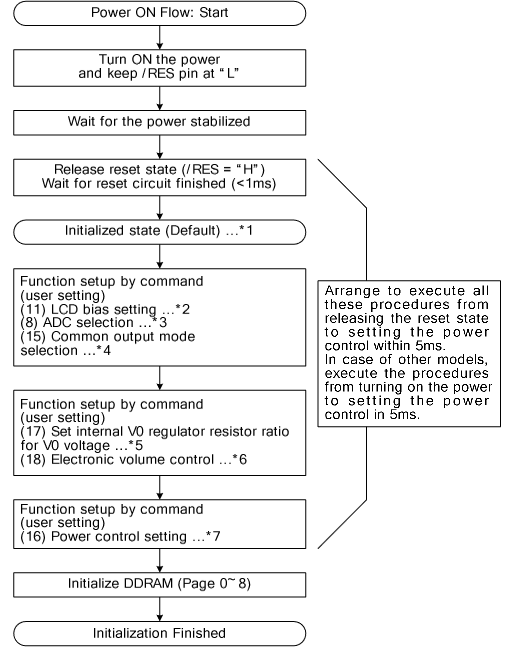 Power ON Flow: Start
Turn ON the power
and keep /RES pin at “L”
Wait for the power stabilized
Release reset state (/RES = “H”)
Wait for reset circuit finished (<1ms)
Initialized state (Default) …*1
Function setup by command
(user setting)
(11) LCD bias setting …*2
(8) ADC selection …*3
(15) Common output mode
selection …*4
Function setup by command
(user setting)
(17) Set internal V0 regulator resistor ratio
for V0 voltage …*5
(18) Electronic volume control …*6
Function setup by command
(user setting)
(16) Power control setting …*7
Initialize DDRAM (Page 0~8)
Initialization Finished
Arrange to execute all
these procedures from
releasing the reset state
to setting the power
control within 5ms.
In case of other models,
execute the procedures
from turning on the power
to setting the power
control in 5ms.